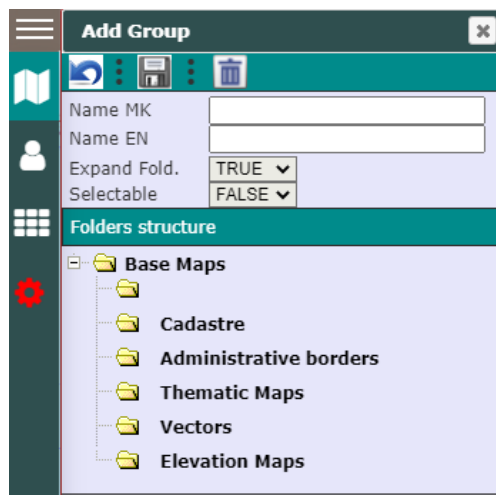 Add Group
Name MK
Name EN
Expand Fold. TRUE
Selectable FALSE
Folders structure
Base Maps
Cadastre
Administrative borders
Thematic Maps
Vectors
Elevation Maps